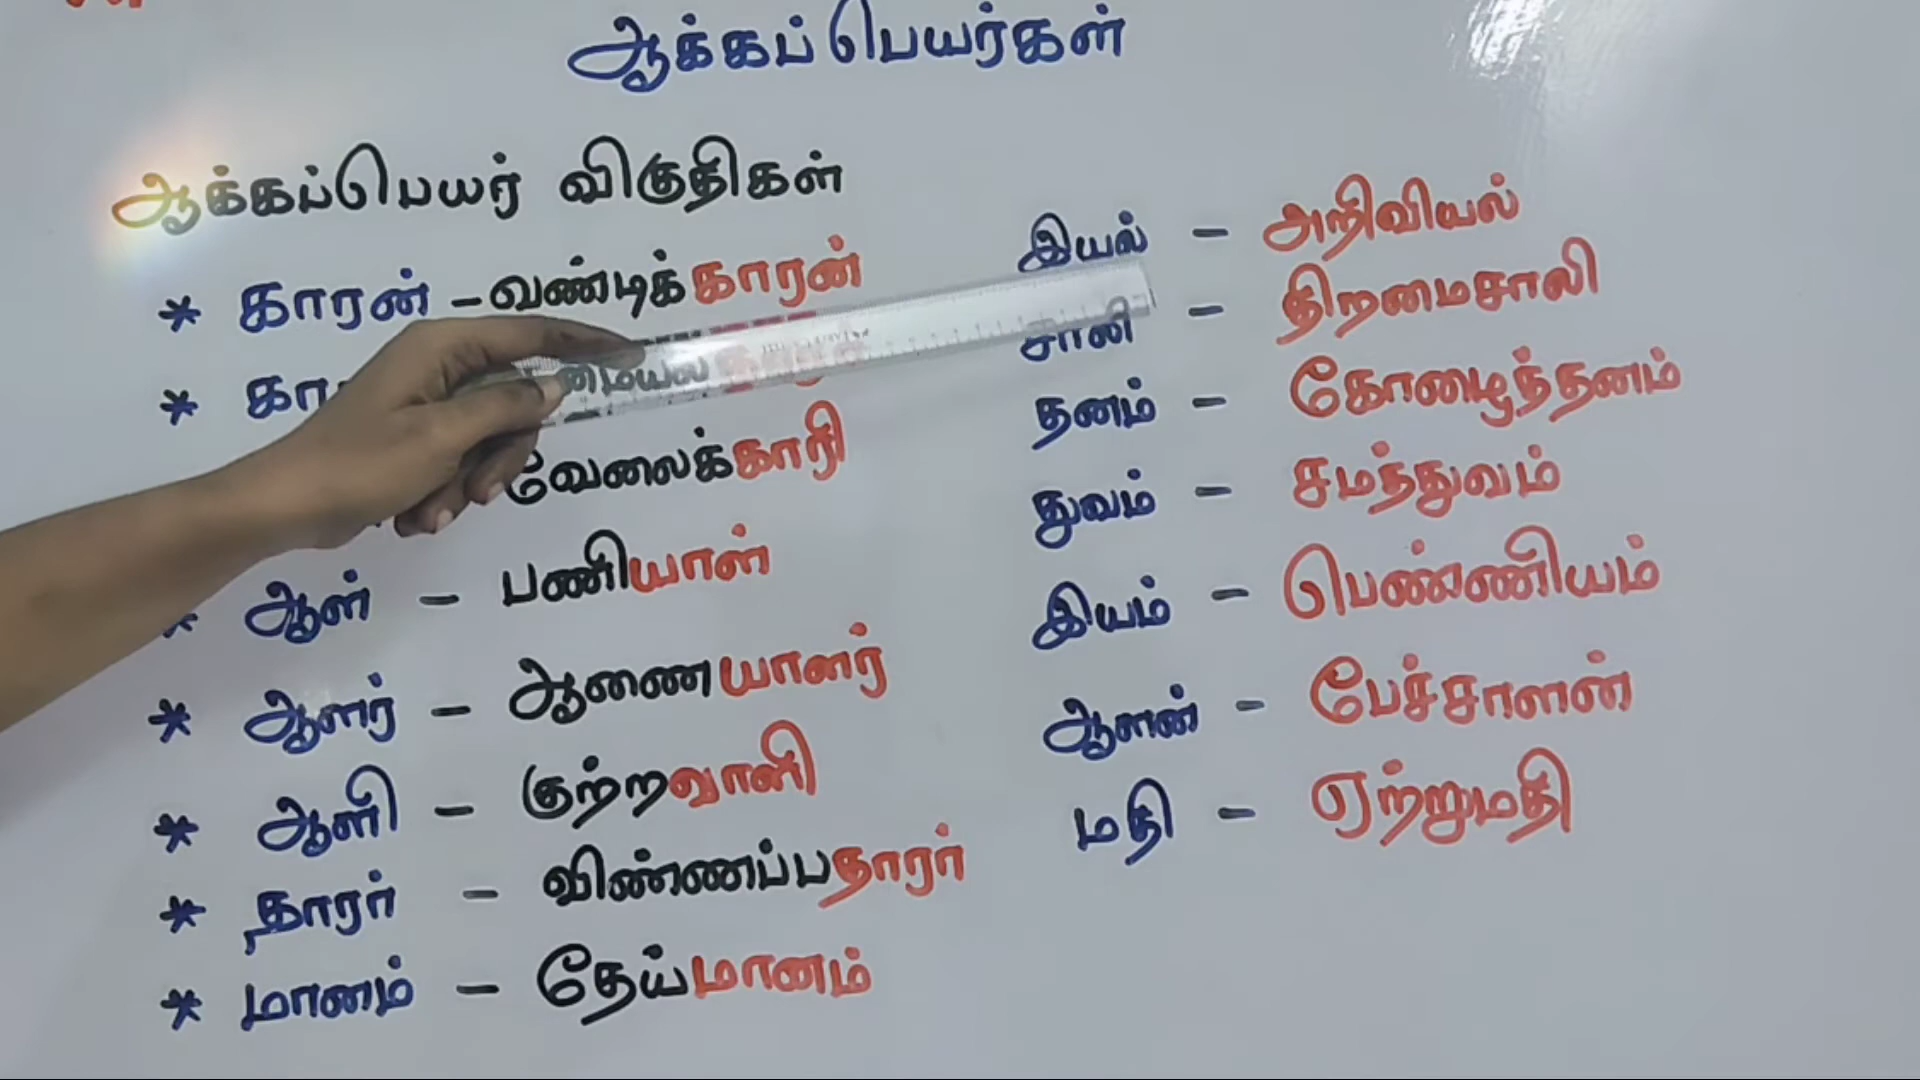 ஆக்கப் பெயர்கள்
ஆக்கப்பெயர் விகுதிகள்
* காரன் - வண்டிக்காரன்
*
வேலைக்காரி
* ஆள் - பணியாள்
* ஆளர் - ஆணையாளர்
* ஆளி - குற்றவாளி
* தாரர் - விண்ணப்பதாரர்
* மானம் - தேய்மானம்
இயல் - அறிவியல்
சாலி - திறமைசாலி
தனம் - கோழைந்தனம்
துவம் - சமத்துவம்
இயம் - பெண்ணியம்
ஆளன் - பேச்சாளன்
மதி - ஏற்றுமதி